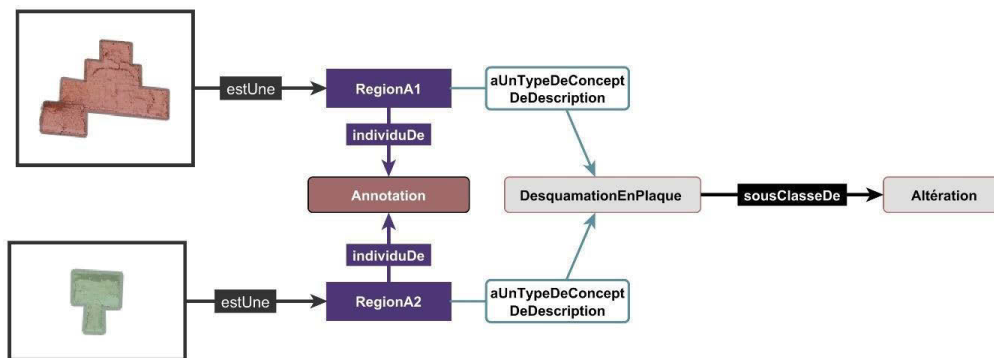 estUne
RegionA1
aUnTypeDeConcept
DeDescription
individuDe
Annotation
DesquamationEnPlaque
sousClasseDe
Altération
individuDe
estUne
RegionA2
aUnTypeDeConcept
DeDescription